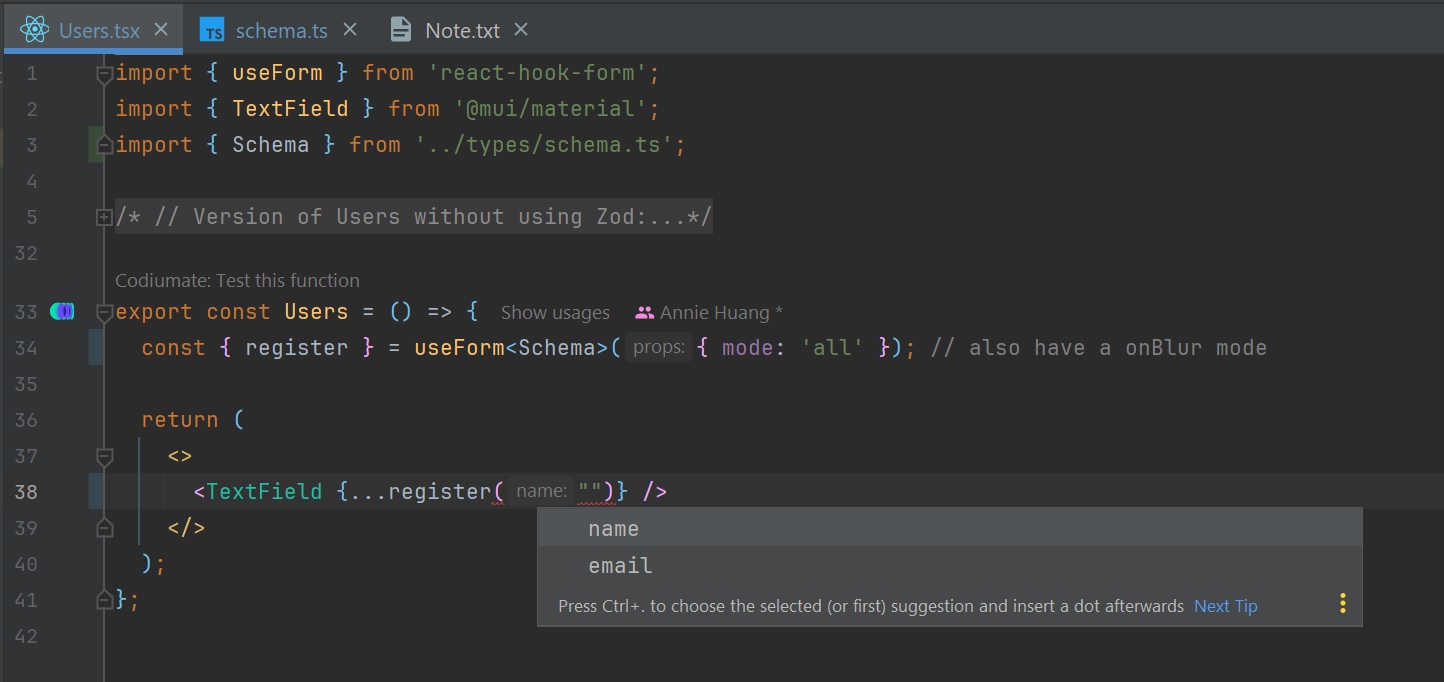 Users.tsx × TS schema.ts × Note.txt ×
1 import { useForm } from 'react-hook-form';
2 import { TextField } from '@mui/material';
3 import { Schema } from '../types/schema.ts';
4
5 /* // Version of Users without using Zod:...*/
32
Codiumate: Test this function
33 export const Users = () => { Show usages Annie Huang *
34 const { register } = useForm<Schema>( props: { mode: 'all' }); // also have a onBlur mode
35
36 return (
37 <>
38 <TextField {...register( name: "")} />
39 </>
40 );
41 };
42
name
email
Press Ctrl+. to choose the selected (or first) suggestion and insert a dot afterwards Next Tip